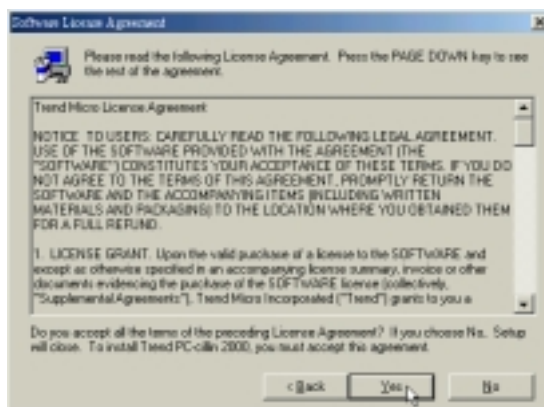 Software License Agreement
Please read the following License Agreement. Press the PAGE DOWN key to see
the rest of the agreement.
Trend Micro License Agreement
NOTICE TO USERS: CAREFULLY READ THE FOLLOWING LEGAL AGREEMENT.
USE OF THE SOFTWARE PROVIDED WITH THE AGREEMENT (THE
"SOFTWARE") CONSTITUTES YOUR ACCEPTANCE OF THESE TERMS. IF YOU DO
NOT AGREE TO THE TERMS OF THIS AGREEMENT, PROMPTLY RETURN THE
SOFTWARE AND THE ACCOMPANYING ITEMS (INCLUDING WRITTEN
MATERIALS AND PACKAGING) TO THE LOCATION WHERE YOU OBTAINED THEM
FOR A FULL REFUND.
1. LICENSE GRANT. Upon the valid purchase of a license to the SOFTWARE and
except as otherwise specified in an accompanying license summary, invoice or other
documents evidencing the purchase of the SOFTWARE license (collectively,
"Supplemental Agreements"), Trend Micro Incorporated ("Trend") grants to you a
Do you accept all the terms of the preceding License Agreement? If you choose No, Setup
will close. To install Trend PC-cillin 2000, you must accept this agreement.
< Back
Yes
No